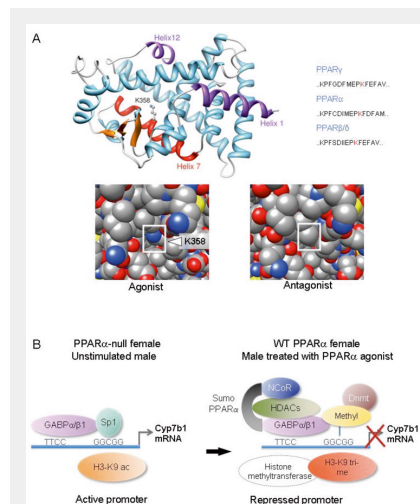 A
Helix12
K358
Helix 1
Helix 7
PPARγ
..KPFGDFMEPKFEFAV..
PPARα
..KPFCDIMEPKFDFAM..
PPARβ/δ
..KPFSDIIEPKFEFAV..
K358
Agonist
Antagonist
B
PPARα-null female
Unstimulated male
WT PPARα female
Male treated with PPARα agonist
GABPα/β1
Sp1
TTCC
GGCGG
Cyp7b1
mRNA
H3-K9 ac
Active promoter
Sumo
PPARα
NCoR
HDACs
GABPα/β1
Dnmt
Methyl
TTCC
GGCGG
Cyp7b1
mRNA
Histone
methyltransferase
H3-K9 tri-
me
Repressed promoter